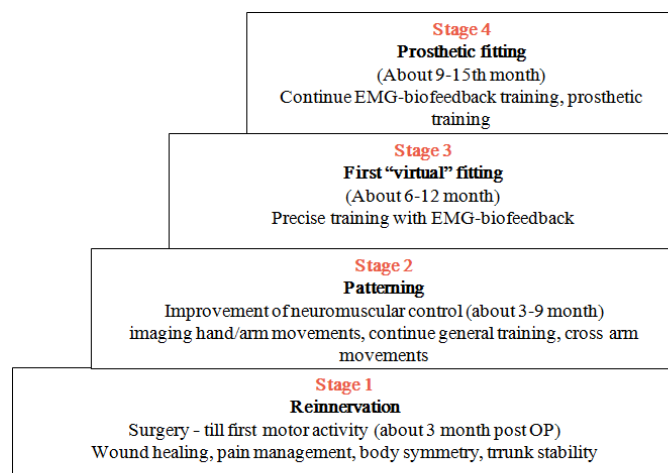 Stage 4
Prosthetic fitting
(About 9-15th month)
Continue EMG-biofeedback training, prosthetic
training
Stage 3
First “virtual” fitting
(About 6-12 month)
Precise training with EMG-biofeedback
Stage 2
Patterning
Improvement of neuromuscular control (about 3-9 month)
imaging hand/arm movements, continue general training, cross arm
movements
Stage 1
Reinnervation
Surgery - till first motor activity (about 3 month post OP)
Wound healing, pain management, body symmetry, trrunk stability